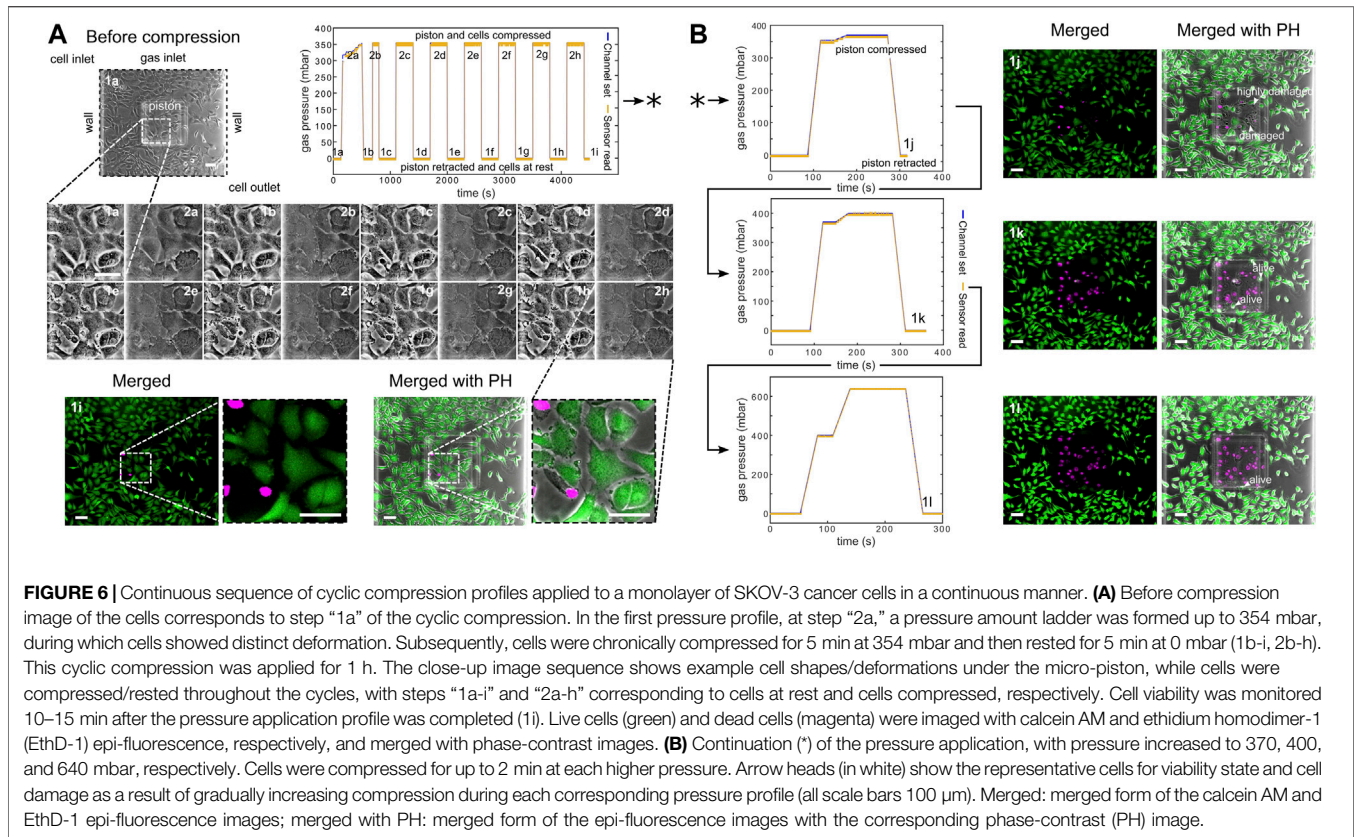 A
Before compression
cell inlet
gas inlet
1a
piston
wall
wall
cell outlet
gas pressure (mbar)
400
350
300
250
200
150
100
50
0
piston and cells compressed
2a 2b 2c 2d 2e 2f 2g 2h
1a 1b 1c 1d 1e 1f 1g 1h 1i
piston retracted and cells at rest
0 1000 2000 3000 4000
time (s)
Channel set
Sensor read
*
1a 2a 1b 2b 1c 2c 1d 2d
1e 2e 1f 2f 1g 2g 1h 2h
Merged
Merged with PH
1i
B
*
gas pressure (mbar)
400
300
200
100
0
piston compressed
1j
piston retracted
0 100 200 300 400
time (s)
gas pressure (mbar)
400
300
200
100
0
1k
0 100 200 300 400
time (s)
Channel set
Sensor read
gas pressure (mbar)
600
400
200
0
1l
0 100 200 300
time (s)
Merged
Merged with PH
1j
highly damaged
damaged
1k
alive
alive
1l
alive
FIGURE 6 | Continuous sequence of cyclic compression profiles applied to a monolayer of SKOV-3 cancer cells in a continuous manner. (A) Before compression
image of the cells corresponds to step “1a” of the cyclic compression. In the first pressure profile, at step “2a,” a pressure amount ladder was formed up to 354 mbar,
during which cells showed distinct deformation. Subsequently, cells were chronically compressed for 5 min at 354 mbar and then rested for 5 min at 0 mbar (1b-i, 2b-h).
This cyclic compression was applied for 1 h. The close-up image sequence shows example cell shapes/deformations under the micro-piston, while cells were
compressed/rested throughout the cycles, with steps “1a-i” and “2a-h” corresponding to cells at rest and cells compressed, respectively. Cell viability was monitored
10–15 min after the pressure application profile was completed (1i). Live cells (green) and dead cells (magenta) were imaged with calcein AM and ethidium homodimer-1
(EthD-1) epi-fluorescence, respectively, and merged with phase-contrast images. (B) Continuation (*) of the pressure application, with pressure increased to 370, 400,
and 640 mbar, respectively. Cells were compressed for up to 2 min at each higher pressure. Arrow heads (in white) show the representative cells for viability state and cell
damage as a result of gradually increasing compression during each corresponding pressure profile (all scale bars 100 μm). Merged: merged form of the calcein AM and
EthD-1 epi-fluorescence images; merged with PH: merged form of the epi-fluorescence images with the corresponding phase-contrast (PH) image.